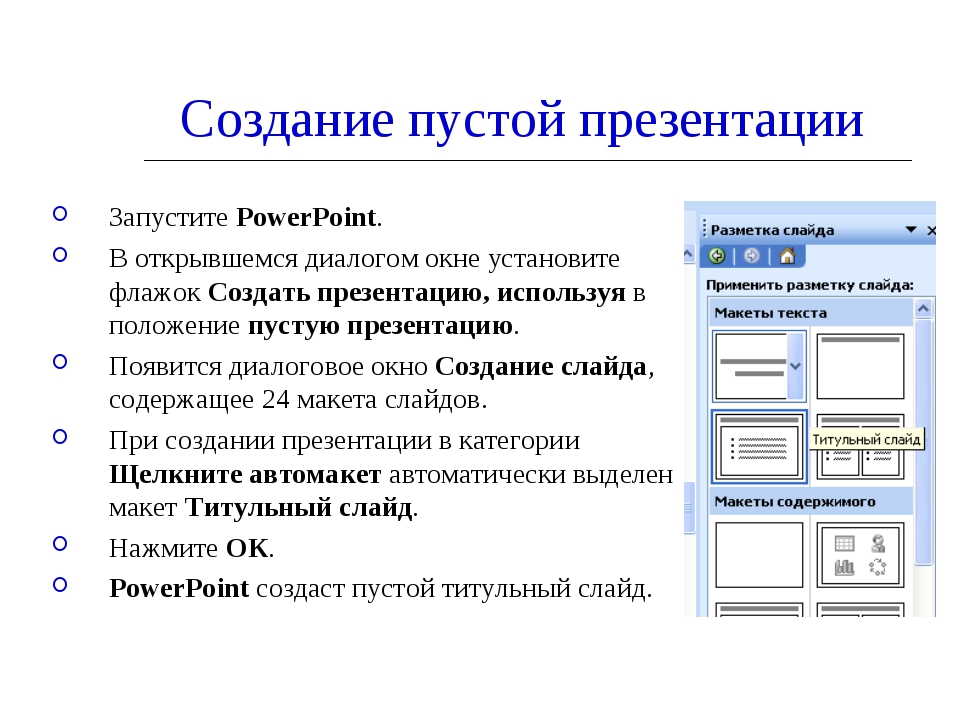 Создание пустой презентации
Запустите PowerPoint.
В открывшемся диалогом окне установите
флажок Создать презентацию, используя в
положение пустую презентацию.
Появится диалоговое окно Создание слайда,
содержащее 24 макета слайдов.
При создании презентации в категории
Щелкните автомакет автоматически выделен
макет Титульный слайд.
Нажмите ОК.
PowerPoint создаст пустой титульный слайд.
Разметка слайда
Применить разметку слайда:
Макеты текста
Титульный слайд
Макеты содержимого